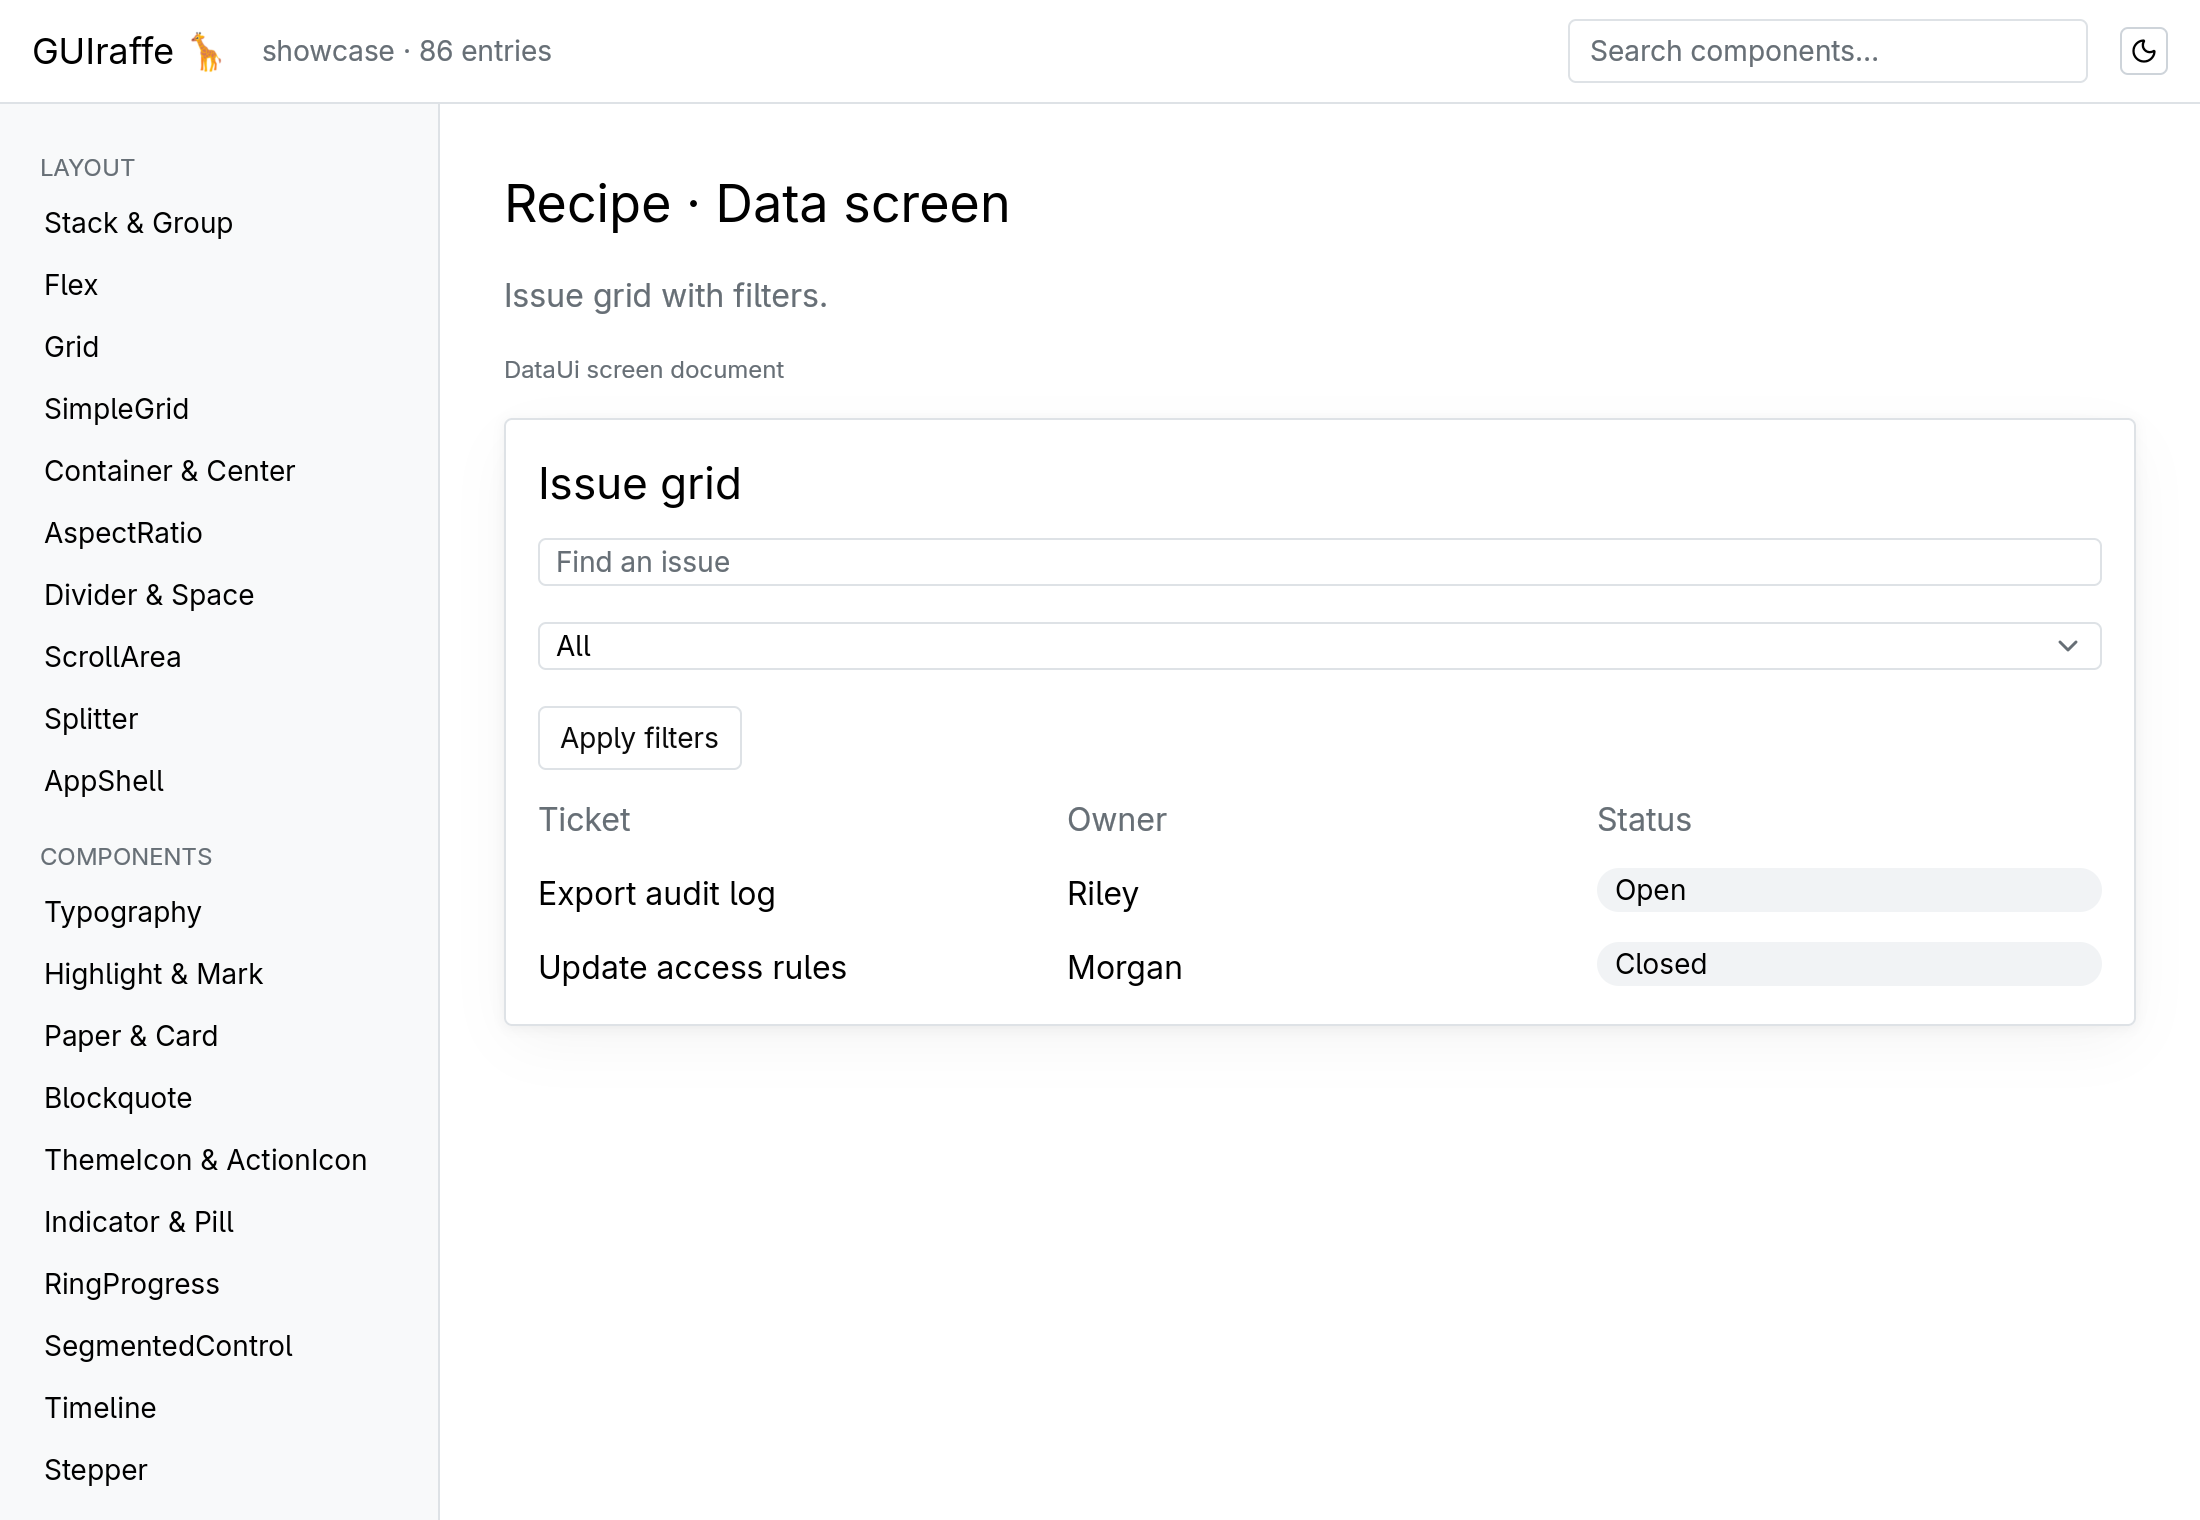 GUIraffe 🦒 showcase · 86 entries Search components...
LAYOUT
Stack & Group
Flex
Grid
SimpleGrid
Container & Center
AspectRatio
Divider & Space
ScrollArea
Splitter
AppShell
COMPONENTS
Typography
Highlight & Mark
Paper & Card
Blockquote
ThemeIcon & ActionIcon
Indicator & Pill
RingProgress
SegmentedControl
Timeline
Stepper
Recipe · Data screen
Issue grid with filters.
DataUi screen document
Issue grid
Find an issue
All
Apply filters
Ticket Owner Status
Export audit log Riley Open
Update access rules Morgan Closed